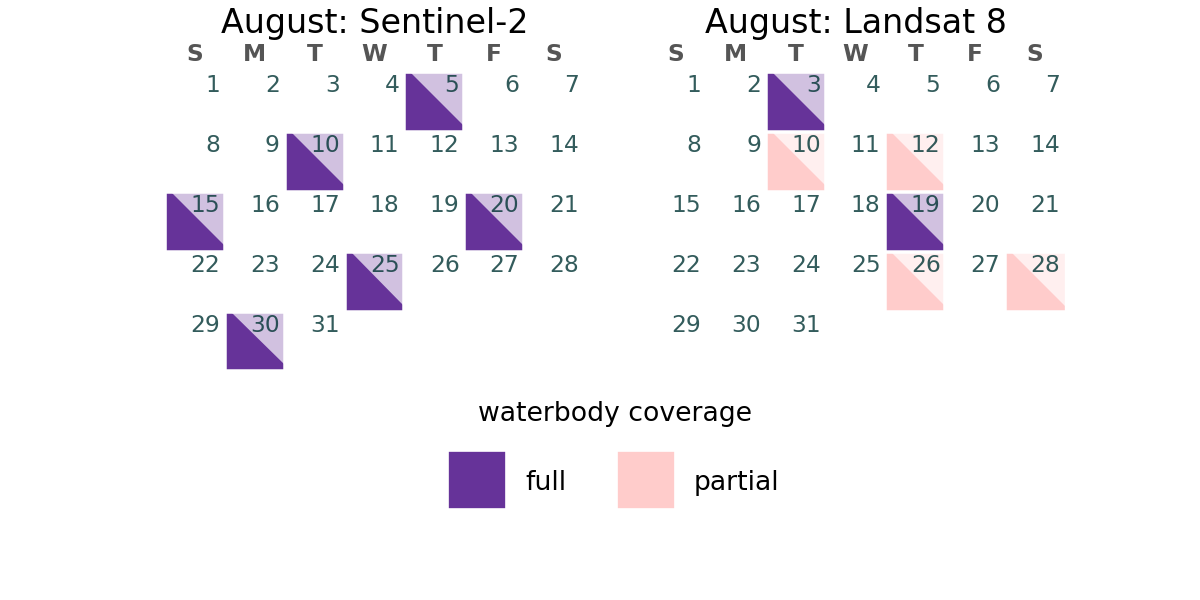 August: Sentinel-2
S M T W T F S
1 2 3 4 5 6 7
8 9 10 11 12 13 14
15 16 17 18 19 20 21
22 23 24 25 26 27 28
29 30 31
August: Landsat 8
S M T W T F S
1 2 3 4 5 6 7
8 9 10 11 12 13 14
15 16 17 18 19 20 21
22 23 24 25 26 27 28
29 30 31
waterbody coverage
full
partial